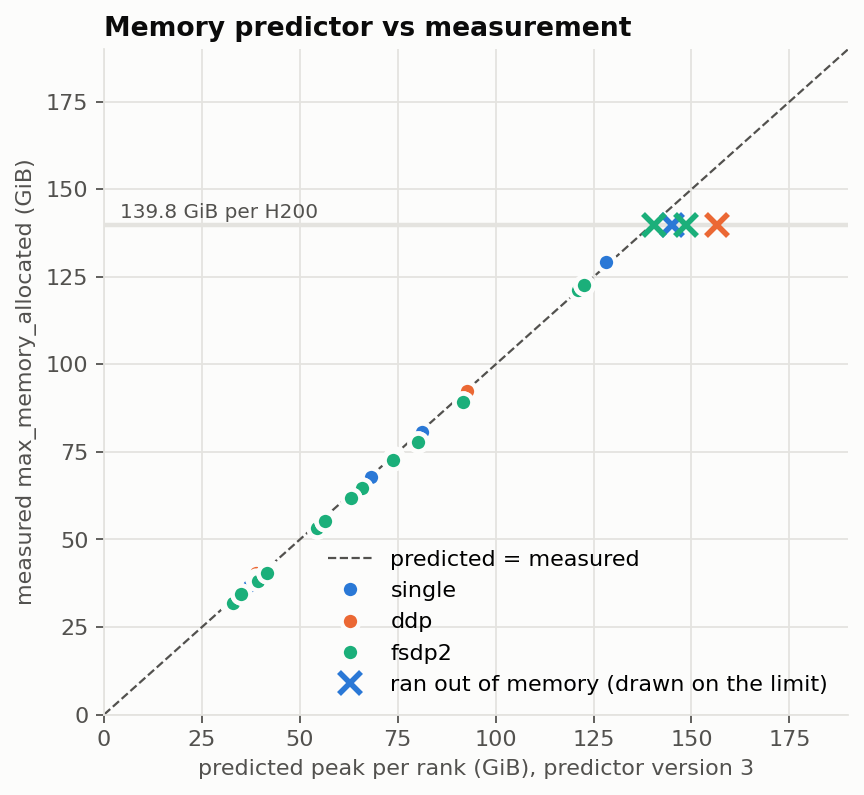 Memory predictor vs measurement
175
150
125
100
75
50
25
0
measured max_memory_allocated (GiB)
139.8 GiB per H200
predicted = measured
single
ddp
fsdp2
ran out of memory (drawn on the limit)
0 25 50 75 100 125 150 175
predicted peak per rank (GiB), predictor version 3